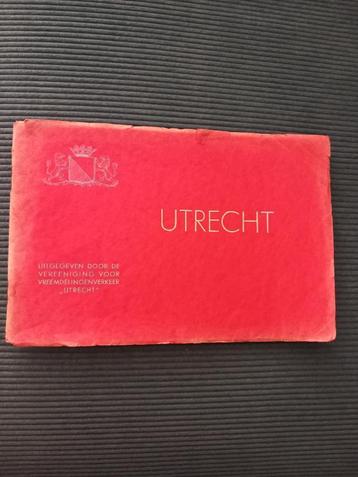 UTRECHT
UITGEGEVEN DOOR DE
VEREENIGING VOOR
VREEMDELINGENVERKEER
„UTRECHT"